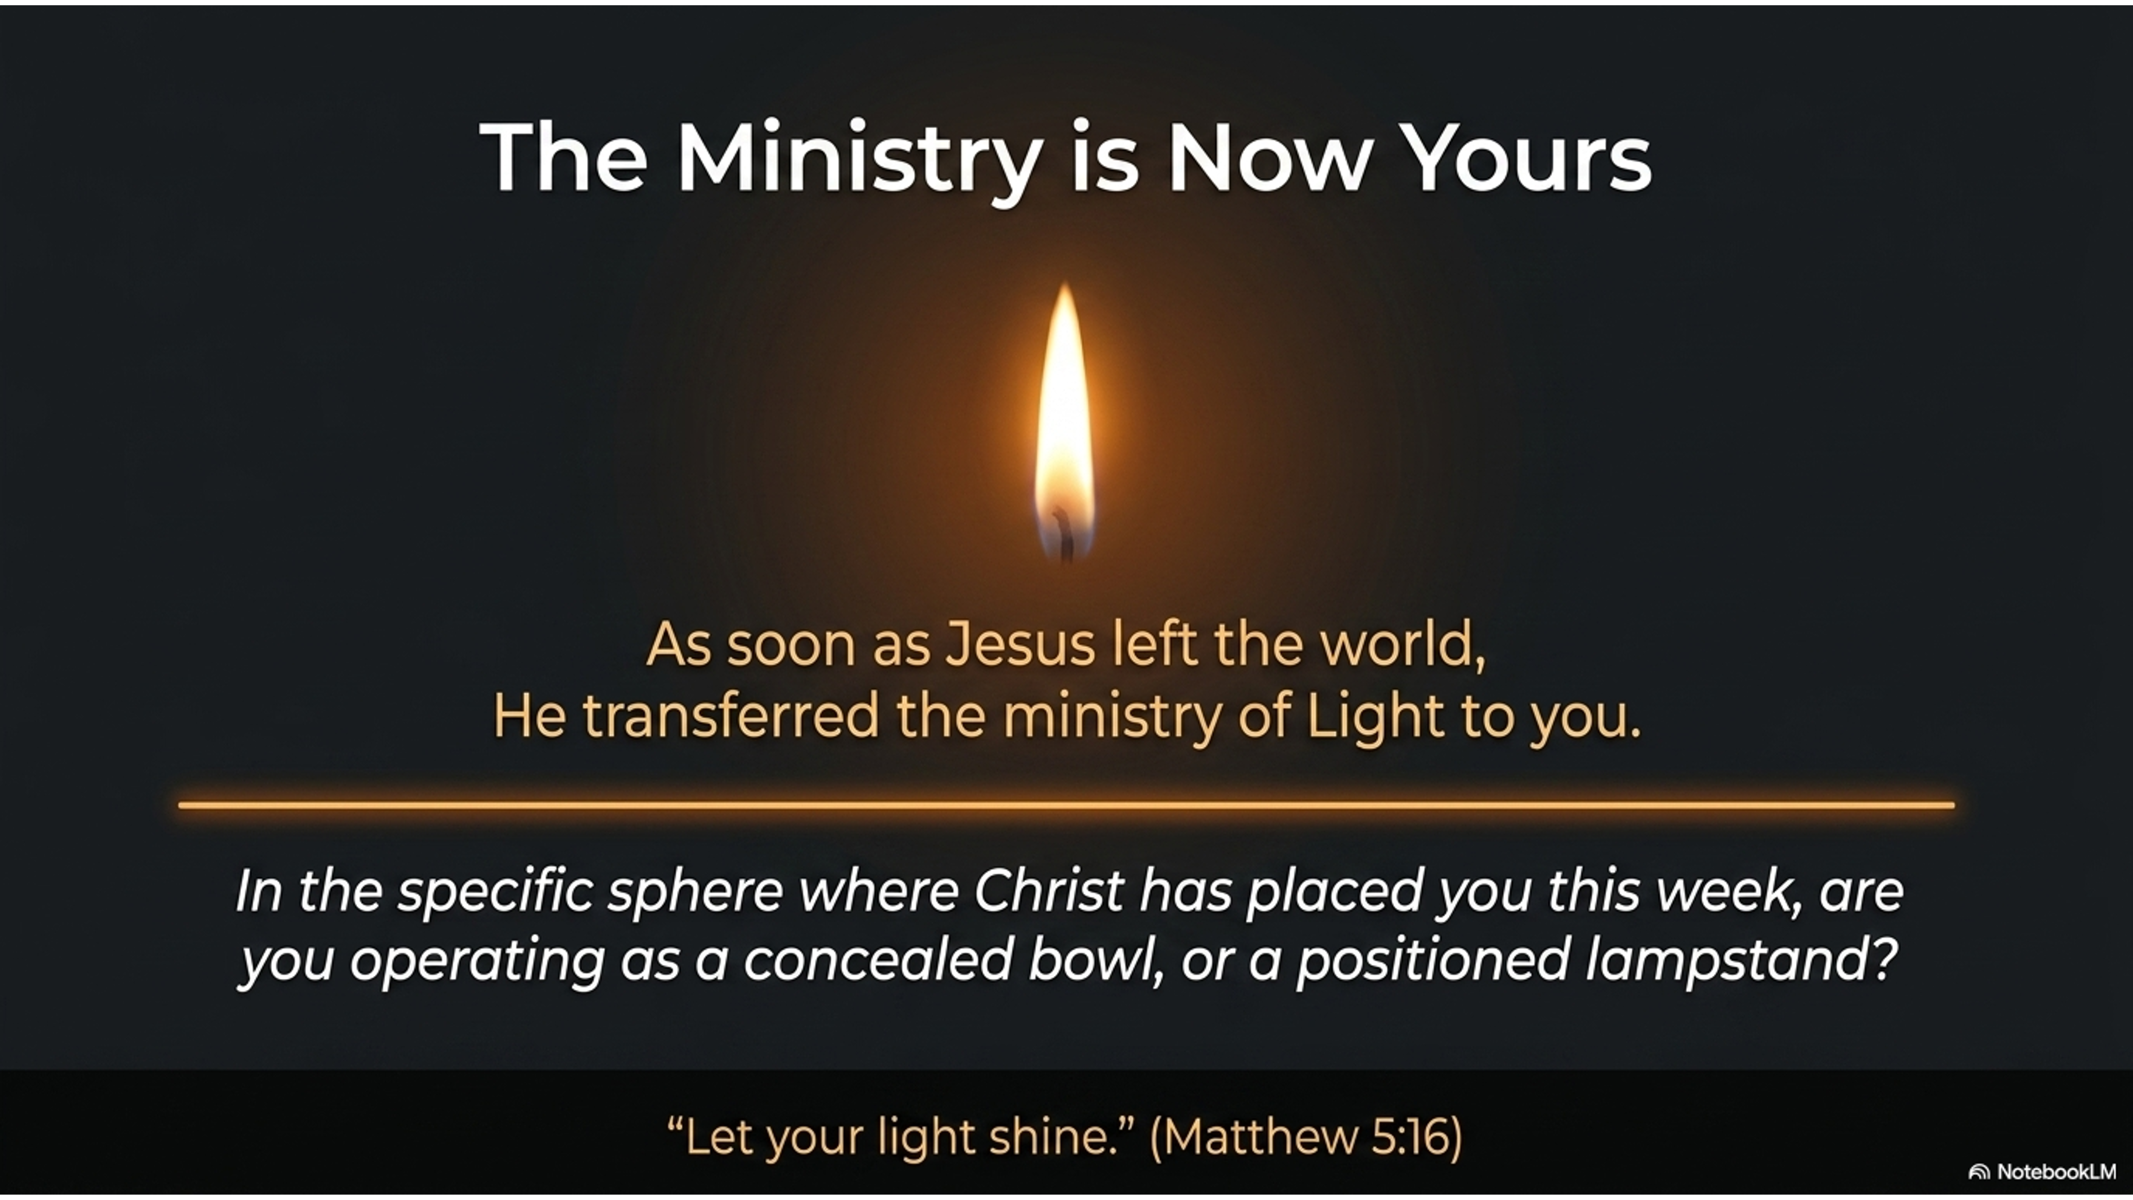 The Ministry is Now Yours
As soon as Jesus left the world,
He transferred the ministry of Light to you.
In the specific sphere where Christ has placed you this week, are
you operating as a concealed bowl, or a positioned lampstand?
“Let your light shine.” (Matthew 5:16)
NotebookLM